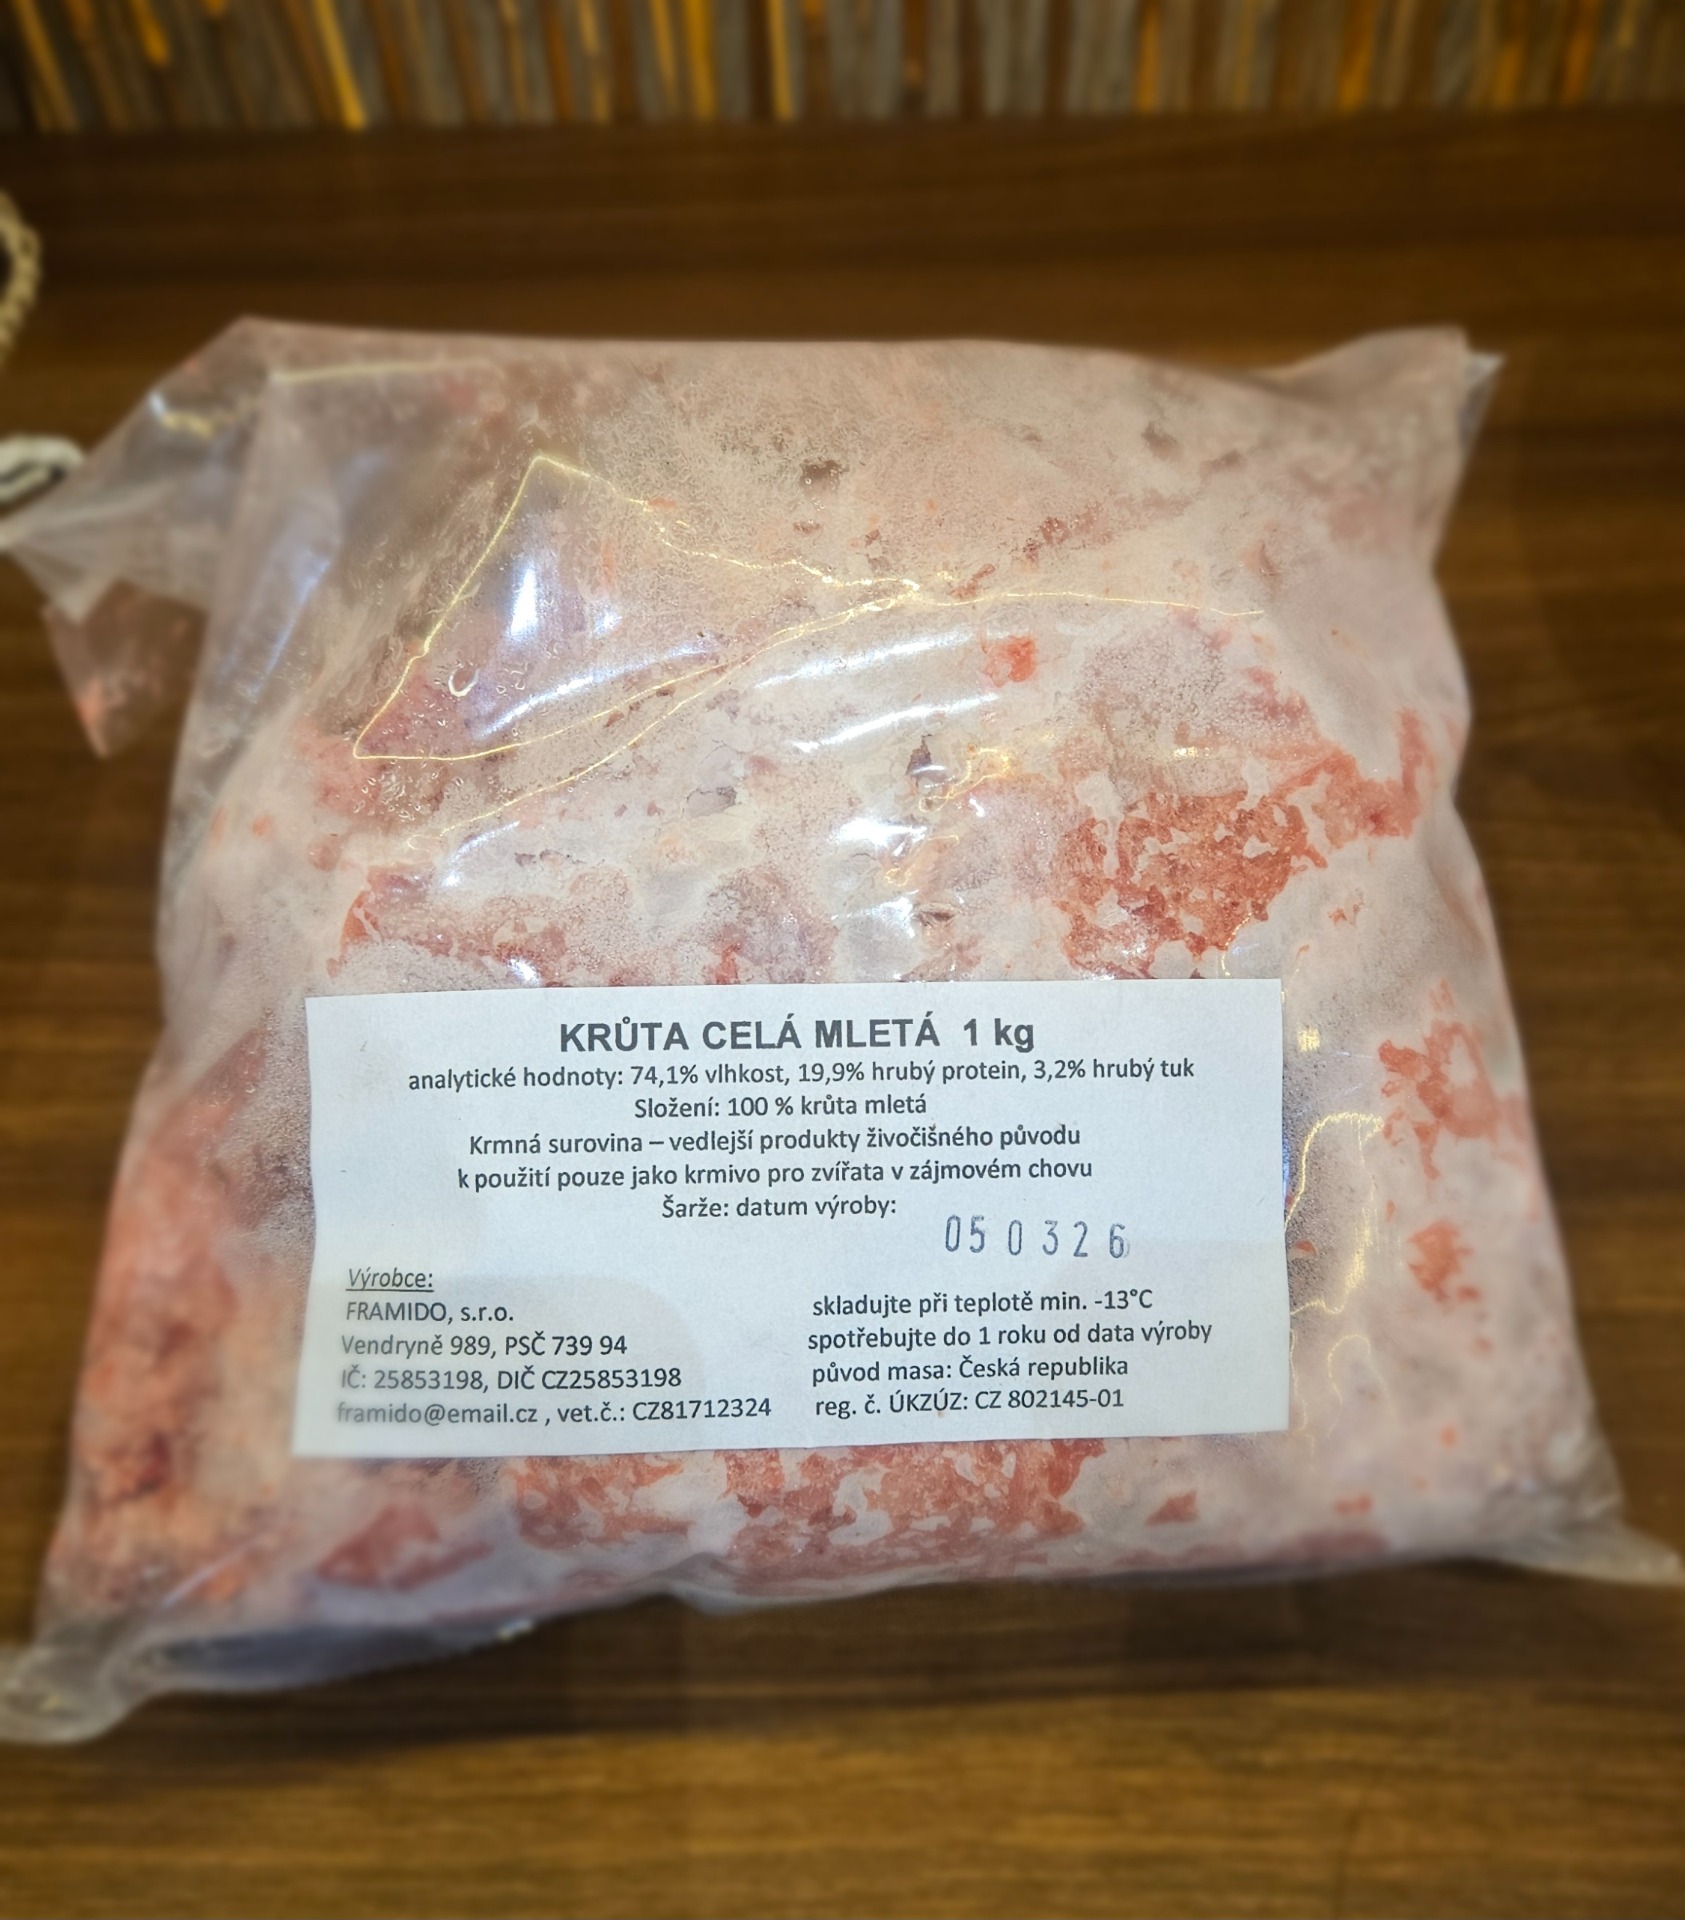 KRŮTA CELÁ MLETÁ 1 kg
analytické hodnoty: 74,1% vlhkost, 19,9% hrubý protein, 3,2% hrubý tuk
Složení: 100 % krůta mletá
Krmná surovina – vedlejší produkty živočišného původu
k použití pouze jako krmivo pro zvířata v zájmovém chovu
Šarže: datum výroby:
050326
Výrobce:
FRAMIDO, s.r.o.
Vendryně 989, PSČ 739 94
IČ: 25853198, DIČ CZ25853198
framido@email.cz , vet.č.: CZ81712324
skladujte při teplotě min. -13°C
spotřebujte do 1 roku od data výroby
původ masa: Česká republika
reg. č. ÚKZÚZ: CZ 802145-01